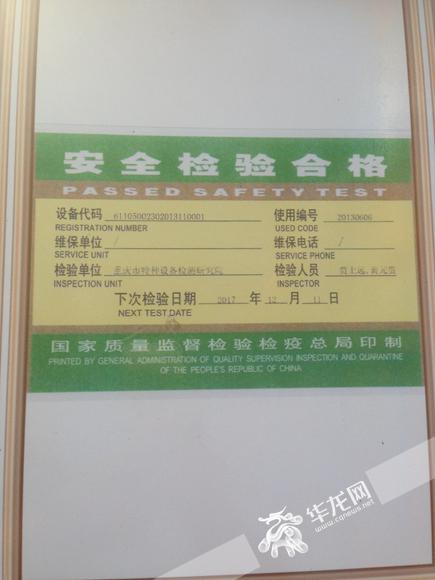 安全检验合格
PASSED SAFETY TEST
设备代码 61105002302013110001 使用编号 20130606
REGISTRATION NUMBER USED CODE
维保单位 / 维保电话 /
SERVICE UNIT SERVICE PHONE
检验单位 重庆市特种设备检测研究院 检验人员
INSPECTION UNIT INSPECTOR
下次检验日期 2017 年 12 月 11 日
NEXT TEST DATE
国家质量监督检验检疫总局印制
PRINTED BY GENERAL ADMINISTRATION OF QUALITY SUPERVISION INSPECTION AND QUARANTINE
OF THE PEOPLE'S REPUBLIC OF CHINA
华龙网
www.cqnews.net